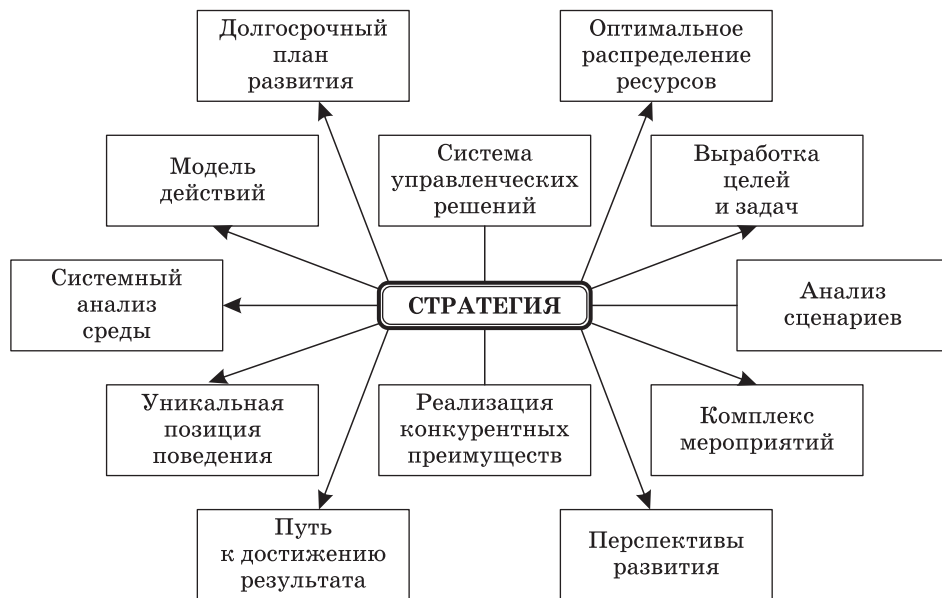 Долгосрочный
план
развития
Оптимальное
распределение
ресурсов
Модель
действий
Система
управленческих
решений
Выработка
целей
и задач
Системный
анализ
среды
СТРАТЕГИЯ
Анализ
сценариев
Уникальная
позиция
поведения
Реализация
конкурентных
преимуществ
Комплекс
мероприятий
Путь
к достижению
результата
Перспективы
развития